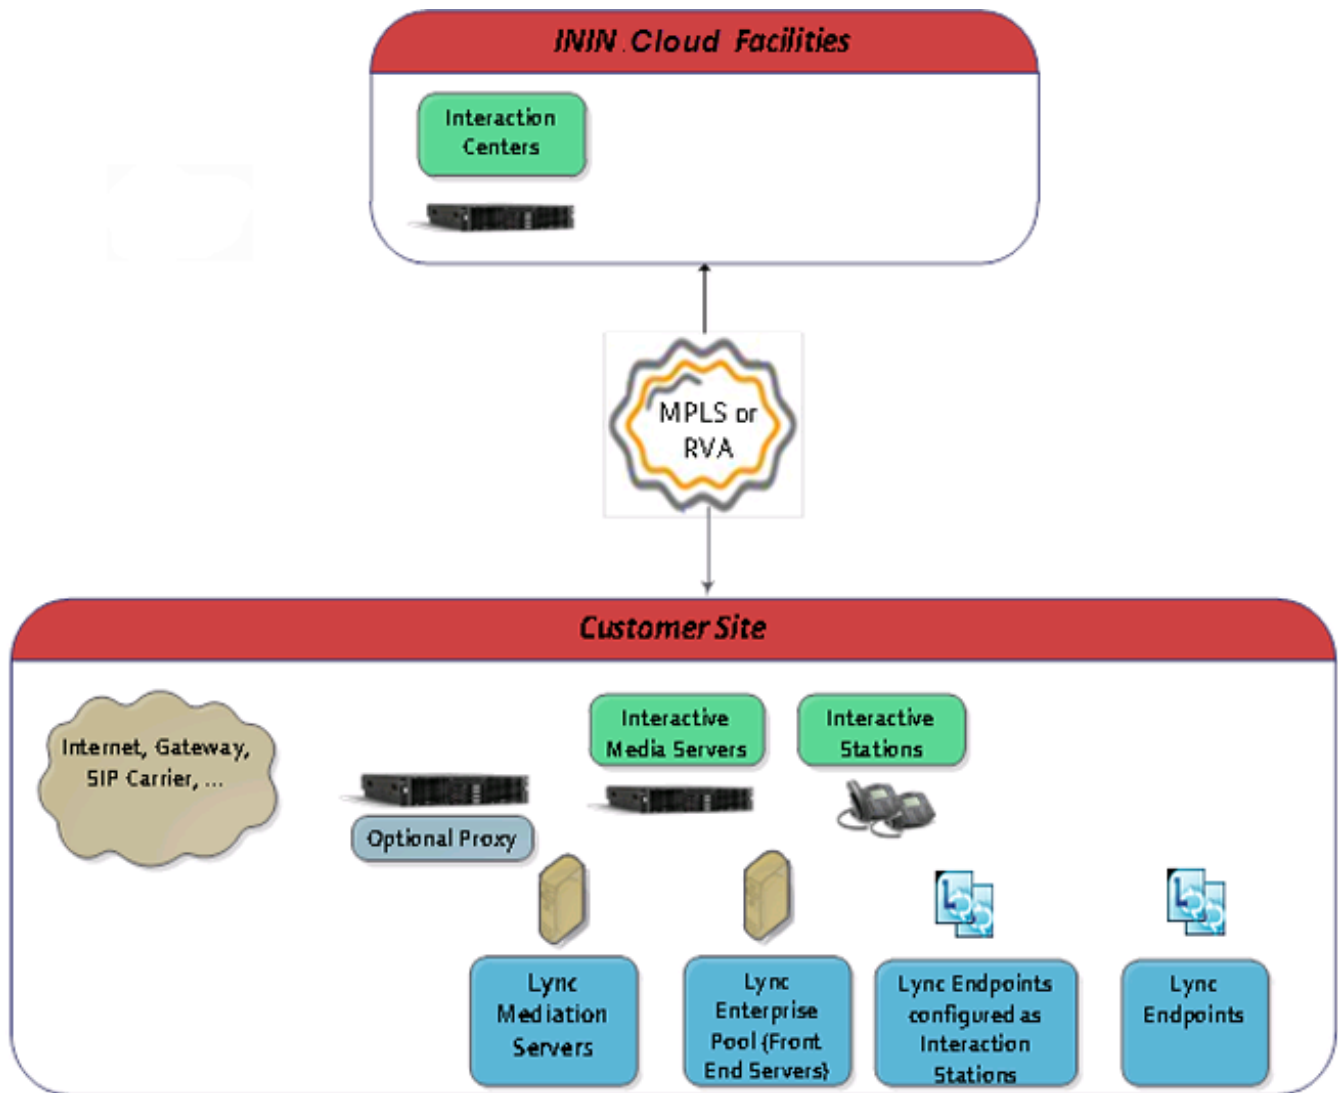 ININ Cloud Facilities
Interaction
Centers
MPLS or
RVA
Customer Site
Internet, Gateway,
SIP Carrier, ...
Interactive
Media Servers
Interactive
Stations
Optional Proxy
Lync
Mediation
Servers
Lync
Enterprise
Pool (Front
End Servers)
Lync Endpoints
configured as
Interaction
Stations
Lync
Endpoints